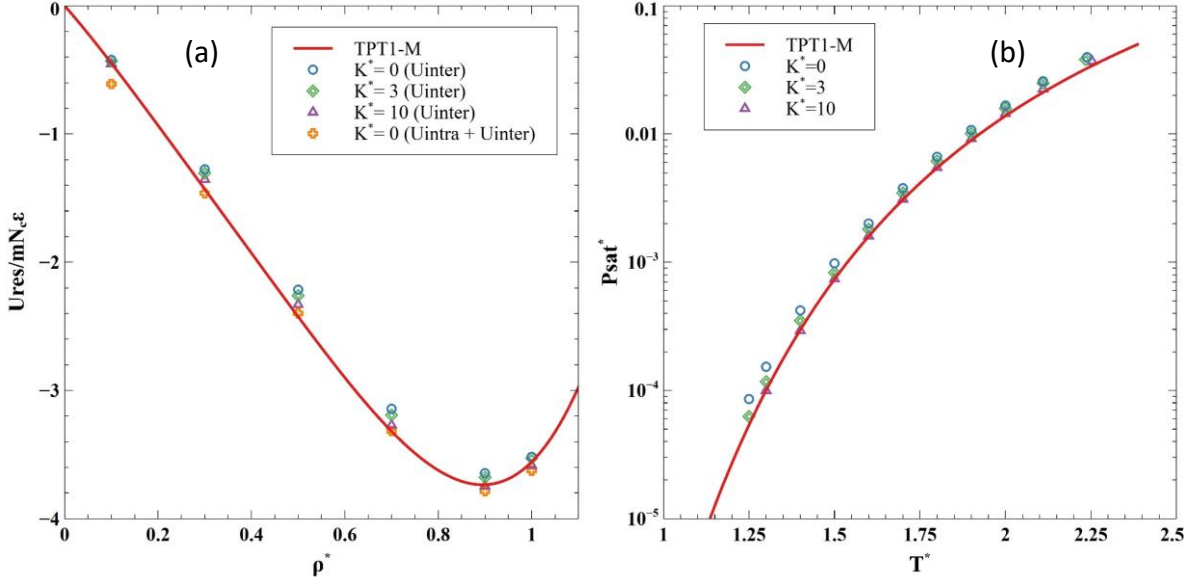 (a)
TPT1-M
K*= 0 (Uinter)
K*= 3 (Uinter)
K*= 10 (Uinter)
K*= 0 (Uintra + Uinter)
0
−1
−2
−3
−4
Ures/mNcε
0
0.2
0.4
0.6
0.8
1
ρ*
(b)
TPT1-M
K*=0
K*=3
K*=10
0.1
0.01
10−3
10−4
10−5
Psat*
1
1.25
1.5
1.75
2
2.25
2.5
T*